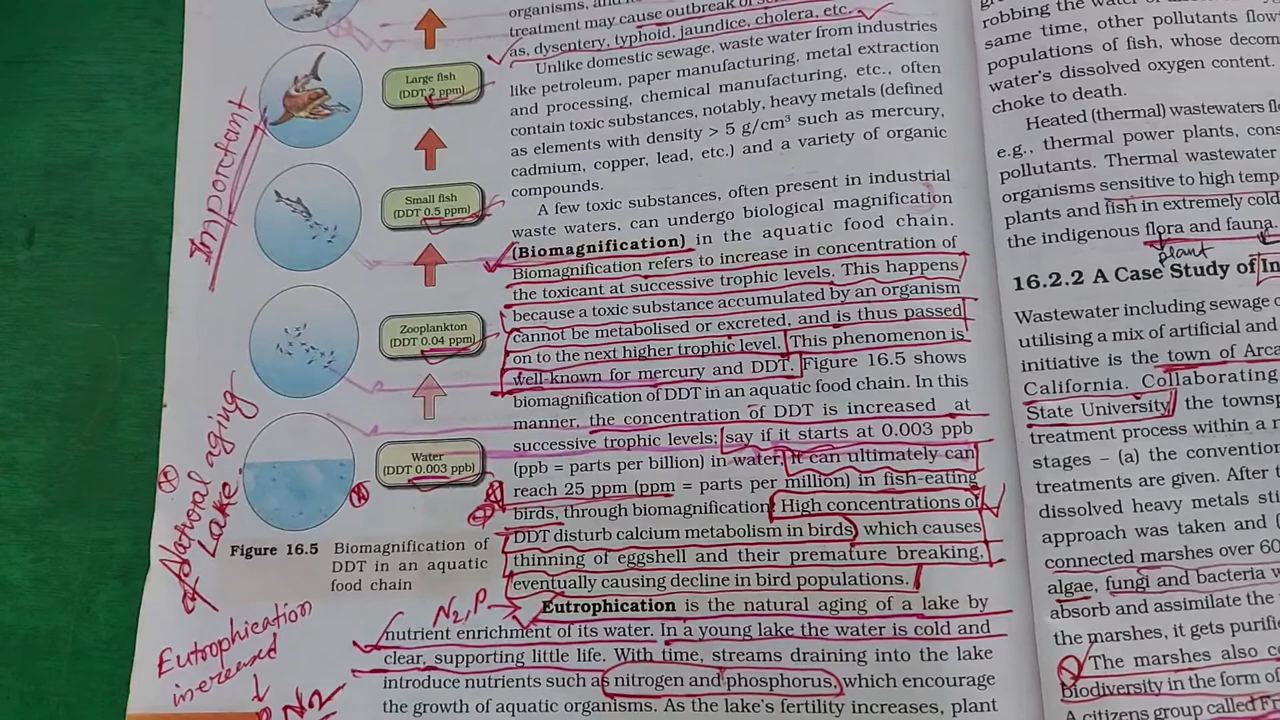 organisms, and
treatment may cause outbreak of
as, dysentery, typhoid, jaundice, cholera, etc.
Unlike domestic sewage, waste water from industries
like petroleum, paper manufacturing, metal extraction
and processing, chemical manufacturing, etc., often
contain toxic substances, notably, heavy metals (defined
as elements with density > 5 g/cm³ such as mercury,
cadmium, copper, lead, etc.) and a variety of organic
compounds.
A few toxic substances, often present in industrial
waste waters, can undergo biological magnification
(Biomagnification) in the aquatic food chain.
Biomagnification refers to increase in concentration of
the toxicant at successive trophic levels. This happens
because a toxic substance accumulated by an organism
cannot be metabolised or excreted, and is thus passed
on to the next higher trophic level. This phenomenon is
well-known for mercury and DDT. Figure 16.5 shows
biomagnification of DDT in an aquatic food chain. In this
manner, the concentration of DDT is increased at
successive trophic levels; say if it starts at 0.003 ppb
(ppb = parts per billion) in water, it can ultimately can
reach 25 ppm (ppm = parts per million) in fish-eating
birds, through biomagnification. High concentrations of
DDT disturb calcium metabolism in birds, which causes
thinning of eggshell and their premature breaking,
eventually causing decline in bird populations.
N2, P
Eutrophication is the natural aging of a lake by
nutrient enrichment of its water. In a young lake the water is cold and
clear, supporting little life. With time, streams draining into the lake
introduce nutrients such as nitrogen and phosphorus, which encourage
the growth of aquatic organisms. As the lake's fertility increases, plant
Large fish
(DDT 2 ppm)
Small fish
(DDT 0.5 ppm)
Zooplankton
(DDT 0.04 ppm)
Water
(DDT 0.003 ppb)
Figure 16.5 Biomagnification of
DDT in an aquatic
food chain
Important
Natural aging
of Lake
Eutrophication
increased
N2
robbing the water of
same time, other pollutants flow
populations of fish, whose decom
water's dissolved oxygen content.
choke to death.
Heated (thermal) wastewaters fl
e.g., thermal power plants, cons
pollutants. Thermal wastewater
organisms sensitive to high temp
plants and fish in extremely cold
the indigenous flora and fauna.
plant
16.2.2 A Case Study of In
Wastewater including sewage
utilising a mix of artificial and
initiative is the town of Arca
California. Collaborating
State University, the towns
treatment process within a
stages – (a) the convention
treatments are given. After
dissolved heavy metals sti
approach was taken and
connected marshes over 60
algae, fungi and bacteria
absorb and assimilate the
the marshes, it gets purifi
The marshes also co
biodiversity in the form of
A citizens group called Fr